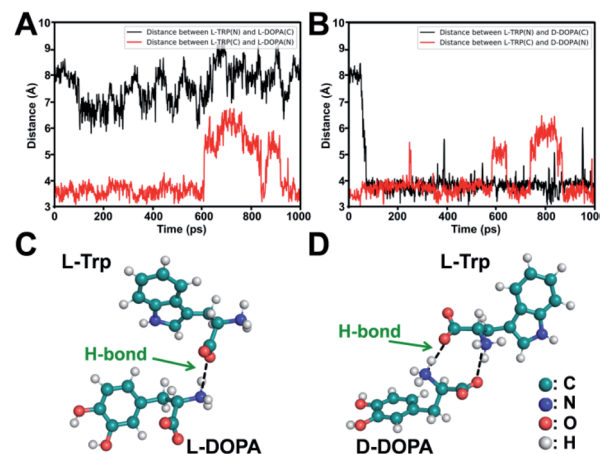 A
Distance between L-TRP(N) and L-DOPA(C)
Distance between L-TRP(C) and L-DOPA(N)
Distance (Å)
10
9
8
7
6
5
4
3
0 200 400 600 800 1000
Time (ps)
B
Distance between L-TRP(N) and D-DOPA(C)
Distance between L-TRP(C) and D-DOPA(N)
Distance (Å)
10
9
8
7
6
5
4
3
0 200 400 600 800 1000
Time (ps)
C
L-Trp
H-bond
L-DOPA
D
L-Trp
H-bond
D-DOPA
: C
: N
: O
: H